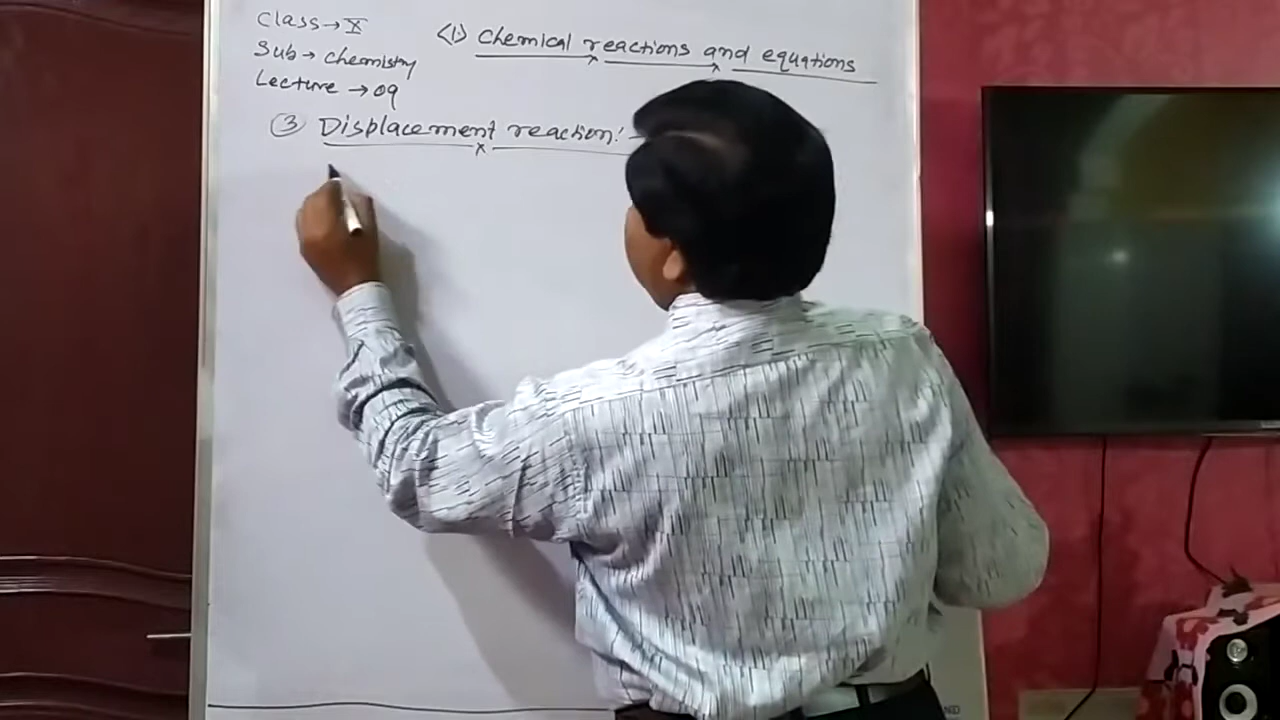 Class → X
Sub → chemistry
Lecture → 09
<1> Chemical reactions and equations
③ Displacement reaction! -